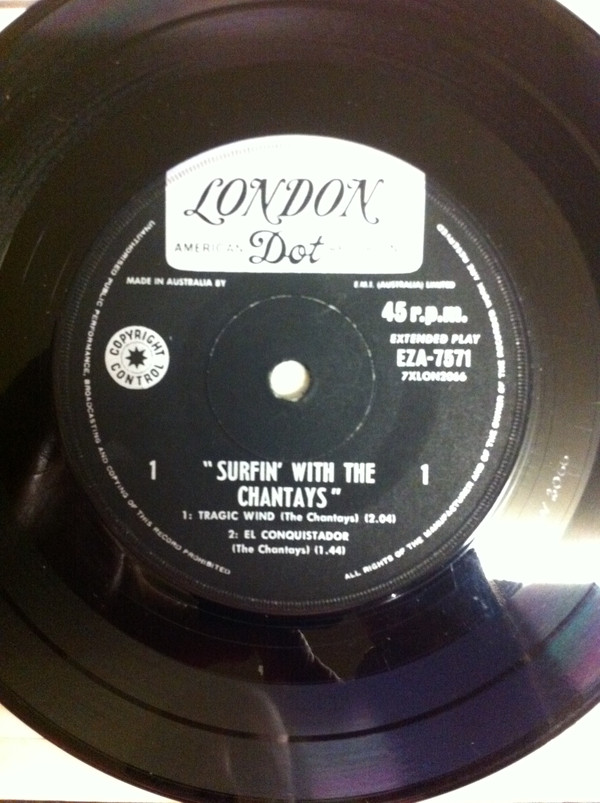 LONDON
AMERICAN Dot
MADE IN AUSTRALIA BY E.M.I. (AUSTRALIA) LIMITED
45 r.p.m.
EXTENDED PLAY
EZA-7571
7XLON2066
COPYRIGHT CONTROL
1 "SURFIN' WITH THE 1
CHANTAYS"
1: TRAGIC WIND (The Chantays) (2.04)
2: EL CONQUISTADOR
(The Chantays) (1.44)
UNAUTHORISED PUBLIC PERFORMANCE, BROADCASTING AND COPYING OF THIS RECORD PROHIBITED
ALL RIGHTS OF THE MANUFACTURER AND OF THE OWNER OF THE RECORDED WORK ARE RESERVED